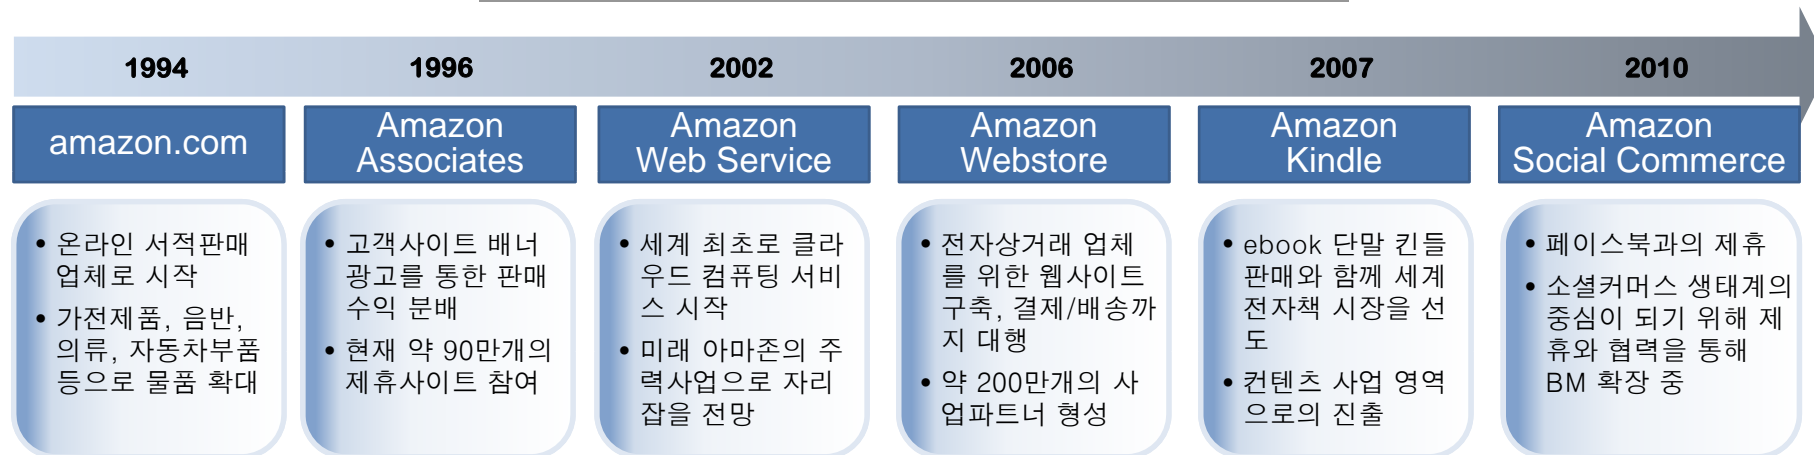 1994
1996
2002
2006
2007
2010
amazon.com
Amazon
Associates
Amazon
Web Service
Amazon
Webstore
Amazon
Kindle
Amazon
Social Commerce
• 온라인 서적판매
업체로 시작
• 가전제품, 음반,
의류, 자동차부품
등으로 물품 확대
• 고객사이트 배너
광고를 통한 판매
수익 분배
• 현재 약 90만개의
제휴사이트 참여
• 세계 최초로 클라
우드 컴퓨팅 서비
스 시작
• 미래 아마존의 주
력사업으로 자리
잡을 전망
• 전자상거래 업체
를 위한 웹사이트
구축, 결제/배송까
지 대행
• 약 200만개의 사
업파트너 형성
• ebook 단말 킨들
판매와 함께 세계
전자책 시장을 선
도
• 컨텐츠 사업 영역
으로의 진출
• 페이스북과의 제휴
• 소셜커머스 생태계의
중심이 되기 위해 제
휴와 협력을 통해
BM 확장 중